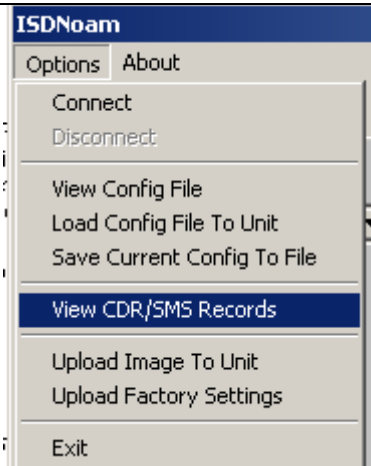 ISDNoam
Options About
Connect
Disconnect
View Config File
Load Config File To Unit
Save Current Config To File
View CDR/SMS Records
Upload Image To Unit
Upload Factory Settings
Exit